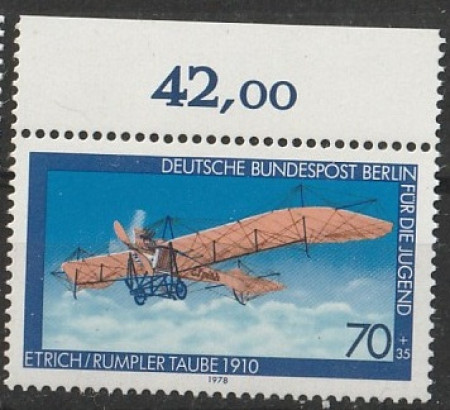 42,00
DEUTSCHE BUNDESPOST BERLIN
FÜR DIE JUGEND
70
+ 35
ETRICH/RUMPLER TAUBE 1910
1978